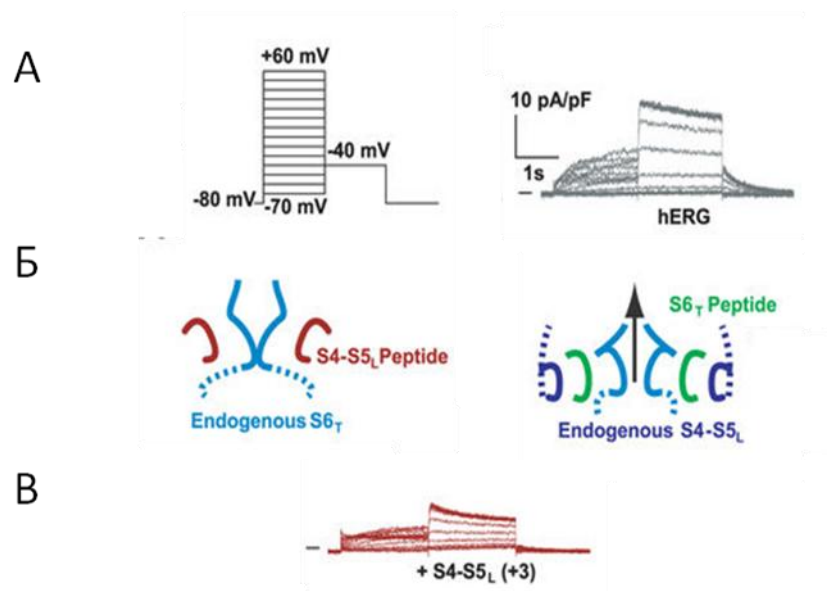 А
+60 mV
-40 mV
-80 mV
-70 mV
10 pA/pF
1s
hERG
Б
S4-S5L Peptide
Endogenous S6T
S6T Peptide
Endogenous S4-S5L
В
+ S4-S5L (+3)